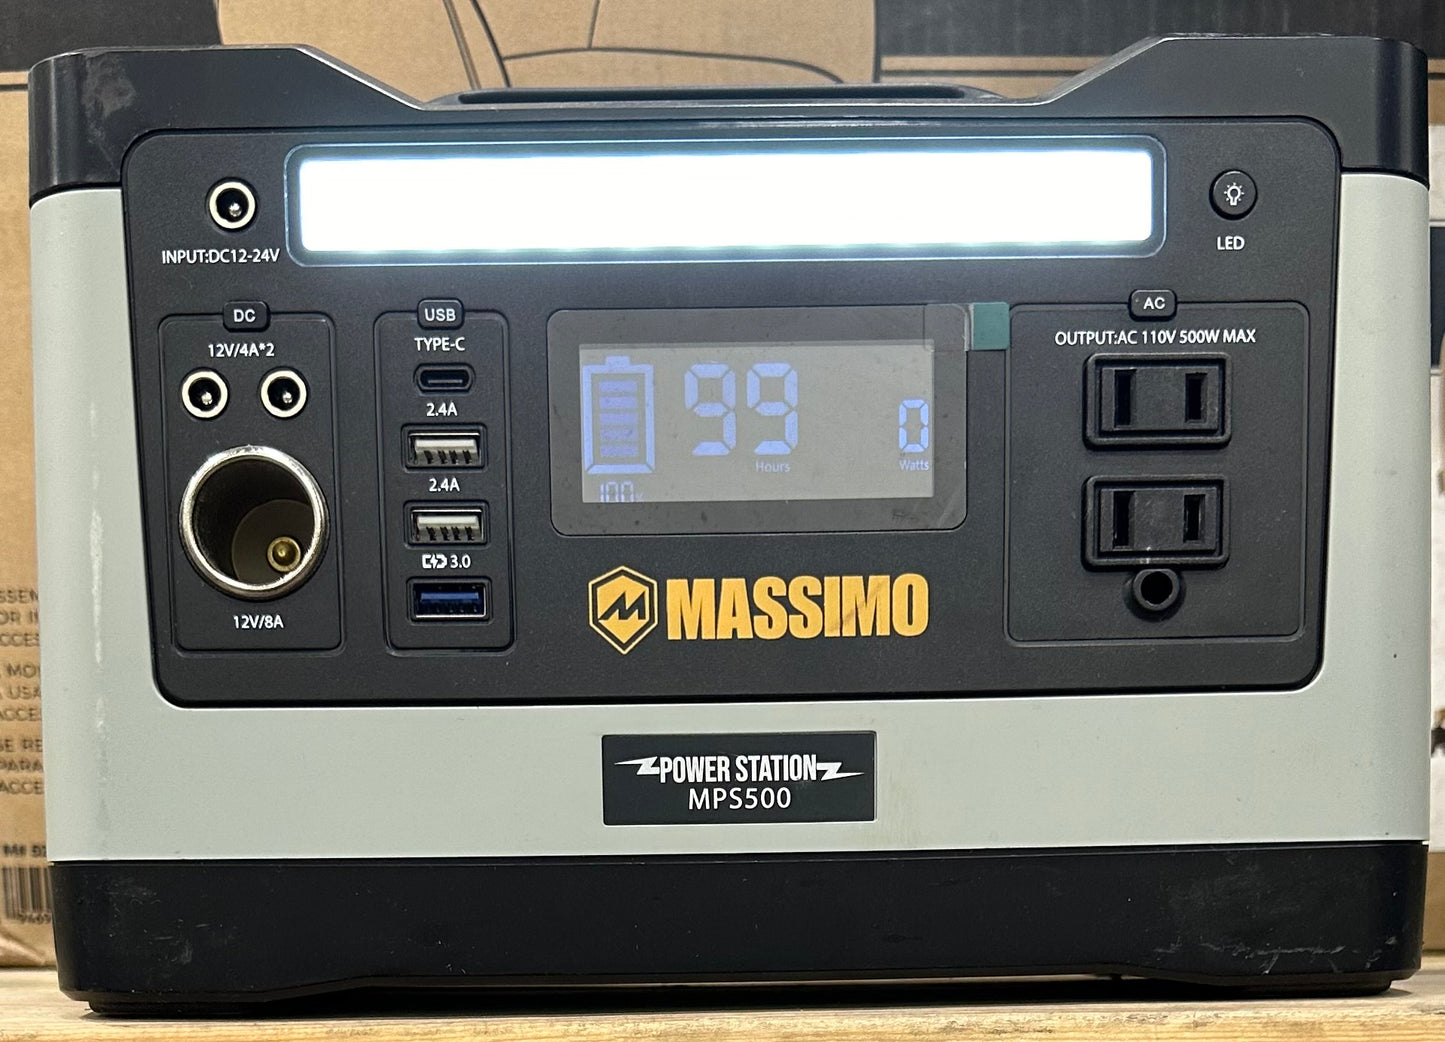 INPUT:DC12-24V
LED
DC
12V/4A*2
12V/8A
USB
TYPE-C
2.4A
2.4A
3.0
99
Hours
0
Watts
100%
AC
OUTPUT:AC 110V 500W MAX
MASSIMO
POWER STATION
MPS500